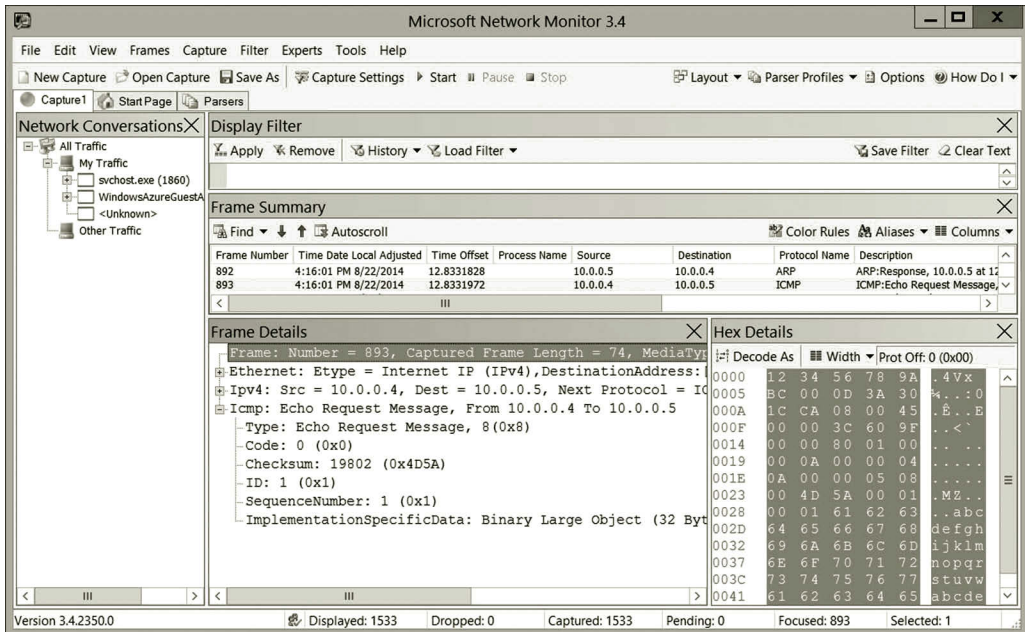 Microsoft Network Monitor 3.4
File Edit View Frames Capture Filter Experts Tools Help
New Capture Open Capture Save As Capture Settings Start Pause Stop Layout Parser Profiles Options How Do I
Capture1 Start Page Parsers
Network Conversations
All Traffic
My Traffic
svchost.exe (1860)
WindowsAzureGuestA
<Unknown>
Other Traffic
Display Filter
Apply Remove History Load Filter Save Filter Clear Text
Frame Summary
Find Autoscroll Color Rules Aliases Columns
Frame Number Time Date Local Adjusted Time Offset Process Name Source Destination Protocol Name Description
892 4:16:01 PM 8/22/2014 12.8331828 10.0.0.5 10.0.0.4 ARP ARP:Response, 10.0.0.5 at 12
893 4:16:01 PM 8/22/2014 12.8331972 10.0.0.4 10.0.0.5 ICMP ICMP:Echo Request Message,
Frame Details
Frame: Number = 893, Captured Frame Length = 74, MediaTyp
Ethernet: Etype = Internet IP (IPv4),DestinationAddress:[
Ipv4: Src = 10.0.0.4, Dest = 10.0.0.5, Next Protocol = IC
Icmp: Echo Request Message, From 10.0.0.4 To 10.0.0.5
Type: Echo Request Message, 8(0x8)
Code: 0 (0x0)
Checksum: 19802 (0x4D5A)
ID: 1 (0x1)
SequenceNumber: 1 (0x1)
ImplementationSpecificData: Binary Large Object (32 Byt
Hex Details
Decode As Width Prot Off: 0 (0x00)
0000 12 34 56 78 9A .4Vx
0005 BC 00 0D 3A 30 ¼..:0
000A 1C CA 08 00 45 .Ê..E
000F 00 00 3C 60 9F ..<`
0014 00 00 80 01 00 .. ..
0019 00 0A 00 00 04 .....
001E 0A 00 00 05 08 .....
0023 00 4D 5A 00 01 .MZ..
0028 00 01 61 62 63 ..abc
002D 64 65 66 67 68 defgh
0032 69 6A 6B 6C 6D ijklm
0037 6E 6F 70 71 72 nopqr
003C 73 74 75 76 77 stuvw
0041 61 62 63 64 65 abcde
Version 3.4.2350.0 Displayed: 1533 Dropped: 0 Captured: 1533 Pending: 0 Focused: 893 Selected: 1